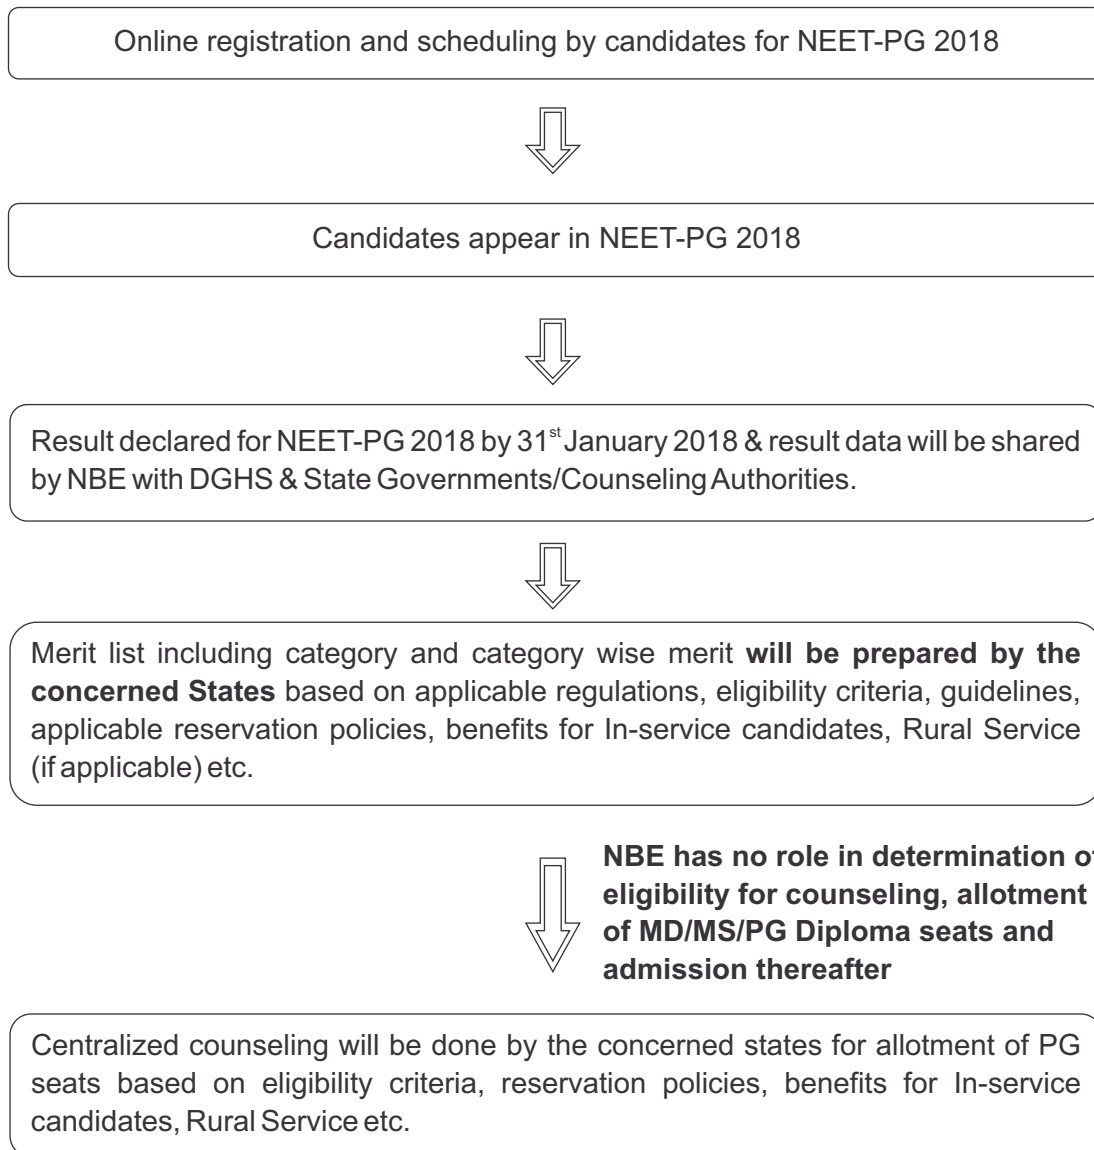 Online registration and scheduling by candidates for NEET-PG 2018
Candidates appear in NEET-PG 2018
Result declared for NEET-PG 2018 by 31st January 2018 & result data will be shared
by NBE with DGHS & State Governments/Counseling Authorities.
Merit list including category and category wise merit will be prepared by the
concerned States based on applicable regulations, eligibility criteria, guidelines,
applicable reservation policies, benefits for In-service candidates, Rural Service
(if applicable) etc.
NBE has no role in determination of
eligibility for counseling, allotment
of MD/MS/PG Diploma seats and
admission thereafter
Centralized counseling will be done by the concerned states for allotment of PG
seats based on eligibility criteria, reservation policies, benefits for In-service
candidates, Rural Service etc.